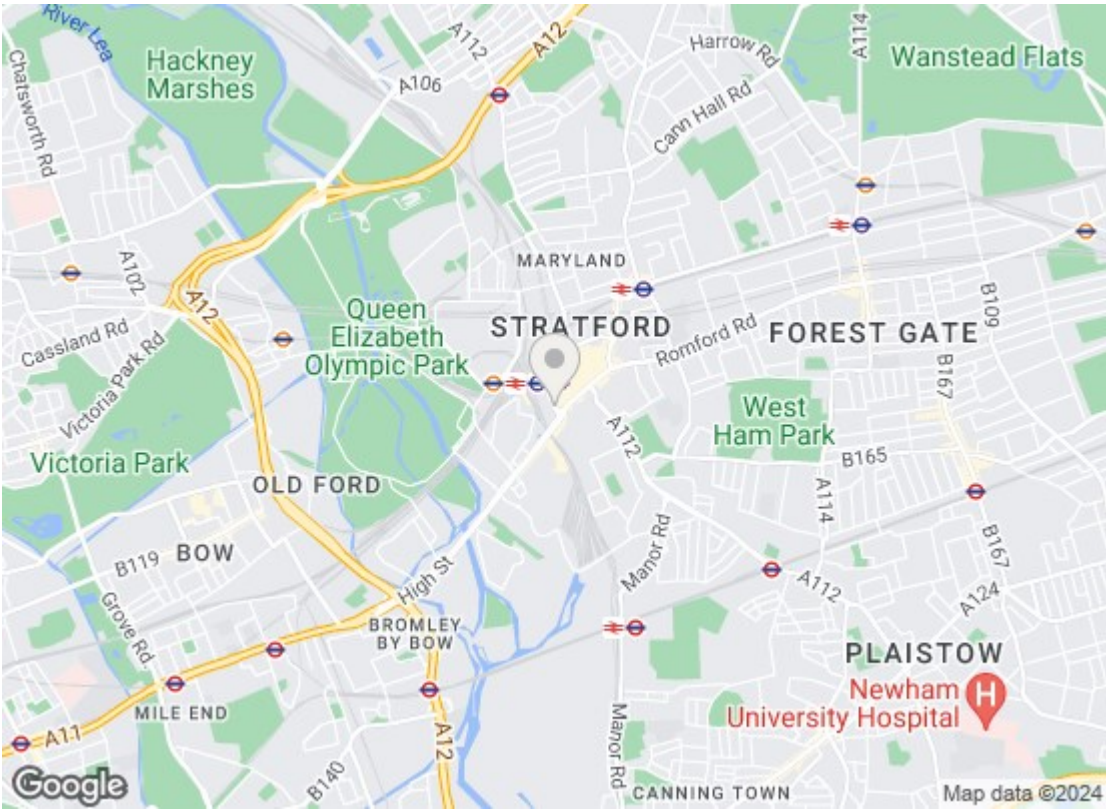 River Lea
Hackney
Marshes
Chatsworth Rd
A106
A112
A12
Harrow Rd
A114
Wanstead Flats
Cann Hall Rd
MARYLAND
A102
A12
Cassland Rd
Victoria Park Rd
Queen
Elizabeth
Olympic Park
STRATFORD
Romford Rd
FOREST GATE
B109
B167
West
Ham Park
A112
B165
Victoria Park
OLD FORD
A114
BOW
B119
High St
Manor Rd
A112
B167
A124
Grove Rd
BROMLEY
BY BOW
PLAISTOW
Newham
University Hospital
H
MILE END
A11
A12
Manor Rd
B140
CANNING TOWN
Google
Map data ©2024